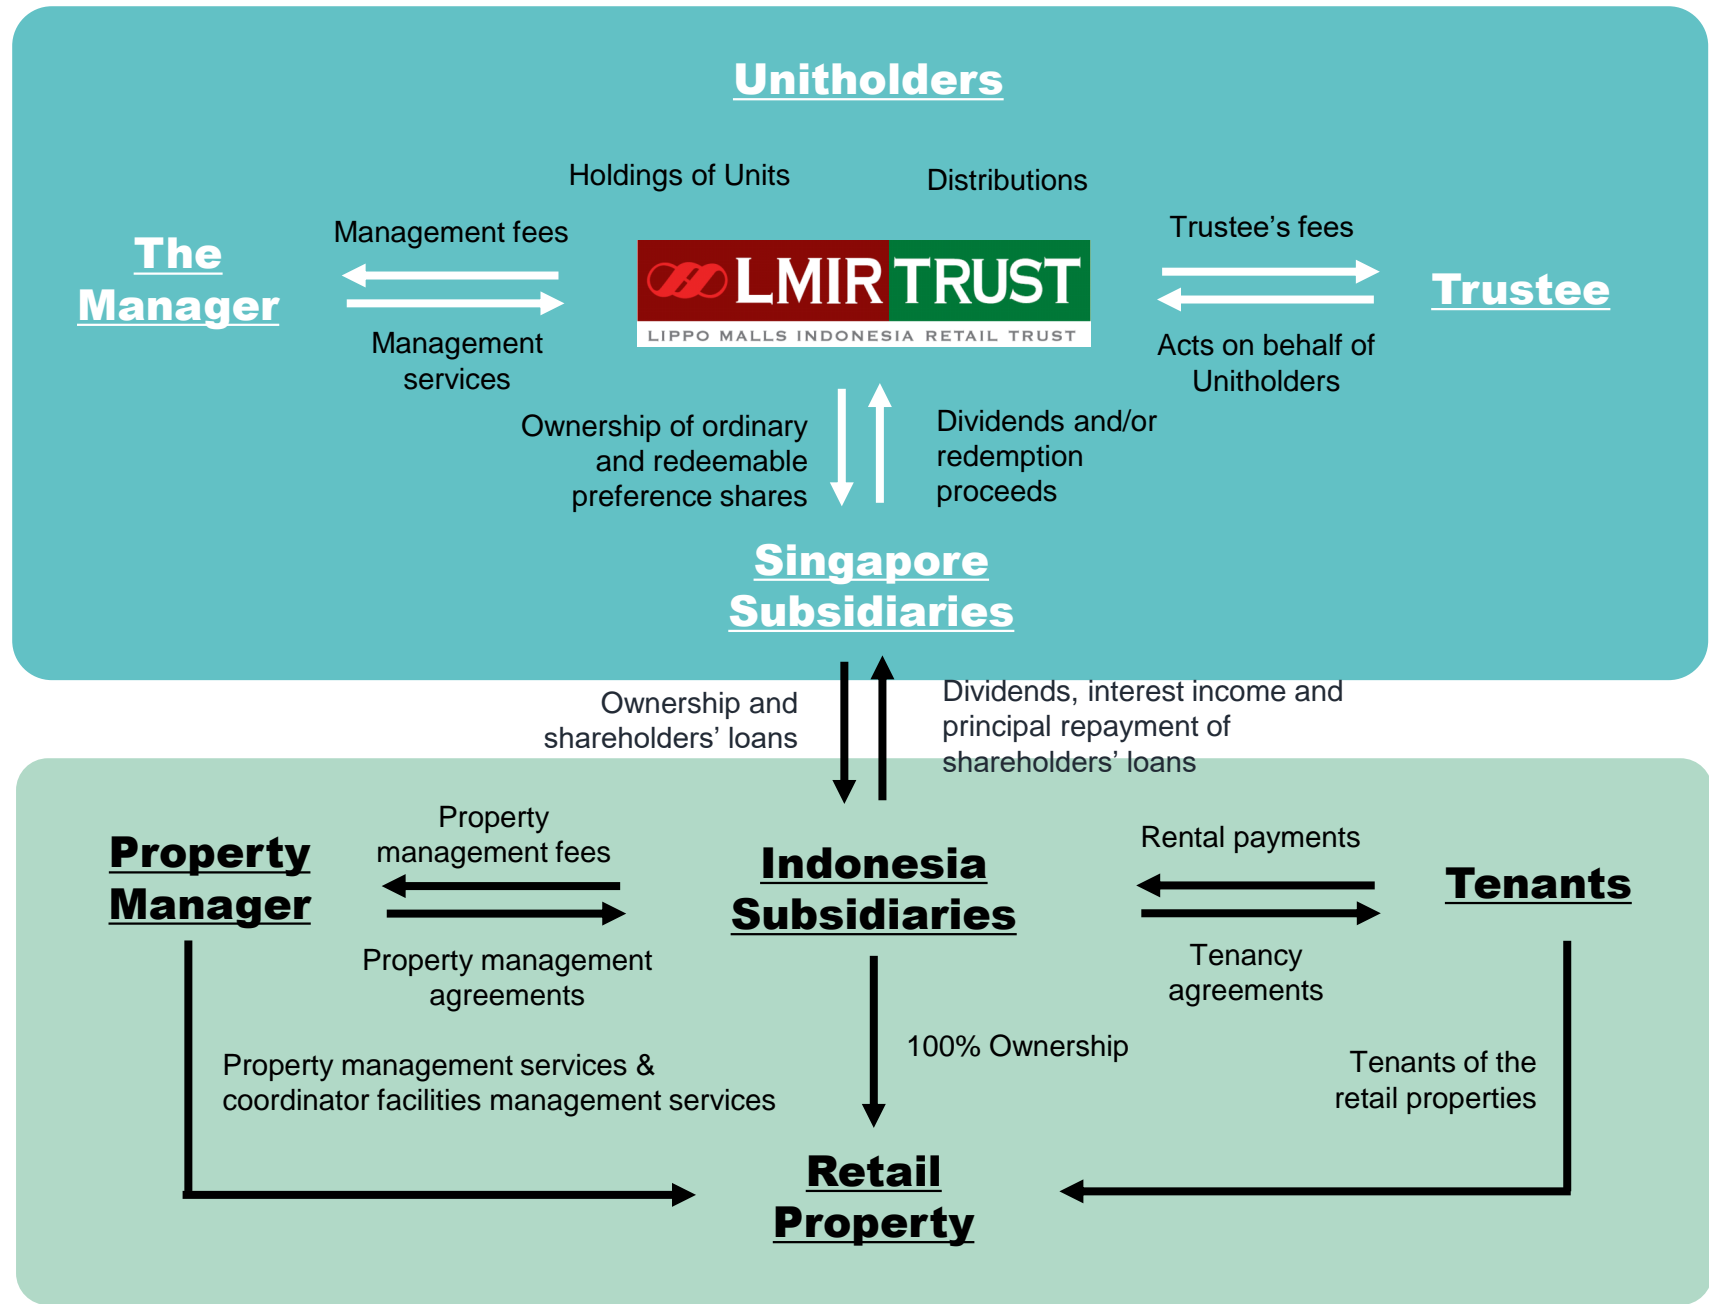 Unitholders
Holdings of Units
Distributions
The
Manager
Management fees
Management
services
LMIR TRUST
LIPPO MALLS INDONESIA RETAIL TRUST
Trustee’s fees
Acts on behalf of
Unitholders
Trustee
Ownership of ordinary
and redeemable
preference shares
Dividends and/or
redemption
proceeds
Singapore
Subsidiaries
Ownership and
shareholders’ loans
Dividends, interest income and
principal repayment of
shareholders’ loans
Property
Manager
Property
management fees
Property management
agreements
Indonesia
Subsidiaries
Rental payments
Tenancy
agreements
Tenants
Property management services &
coordinator facilities management services
100% Ownership
Tenants of the
retail properties
Retail
Property